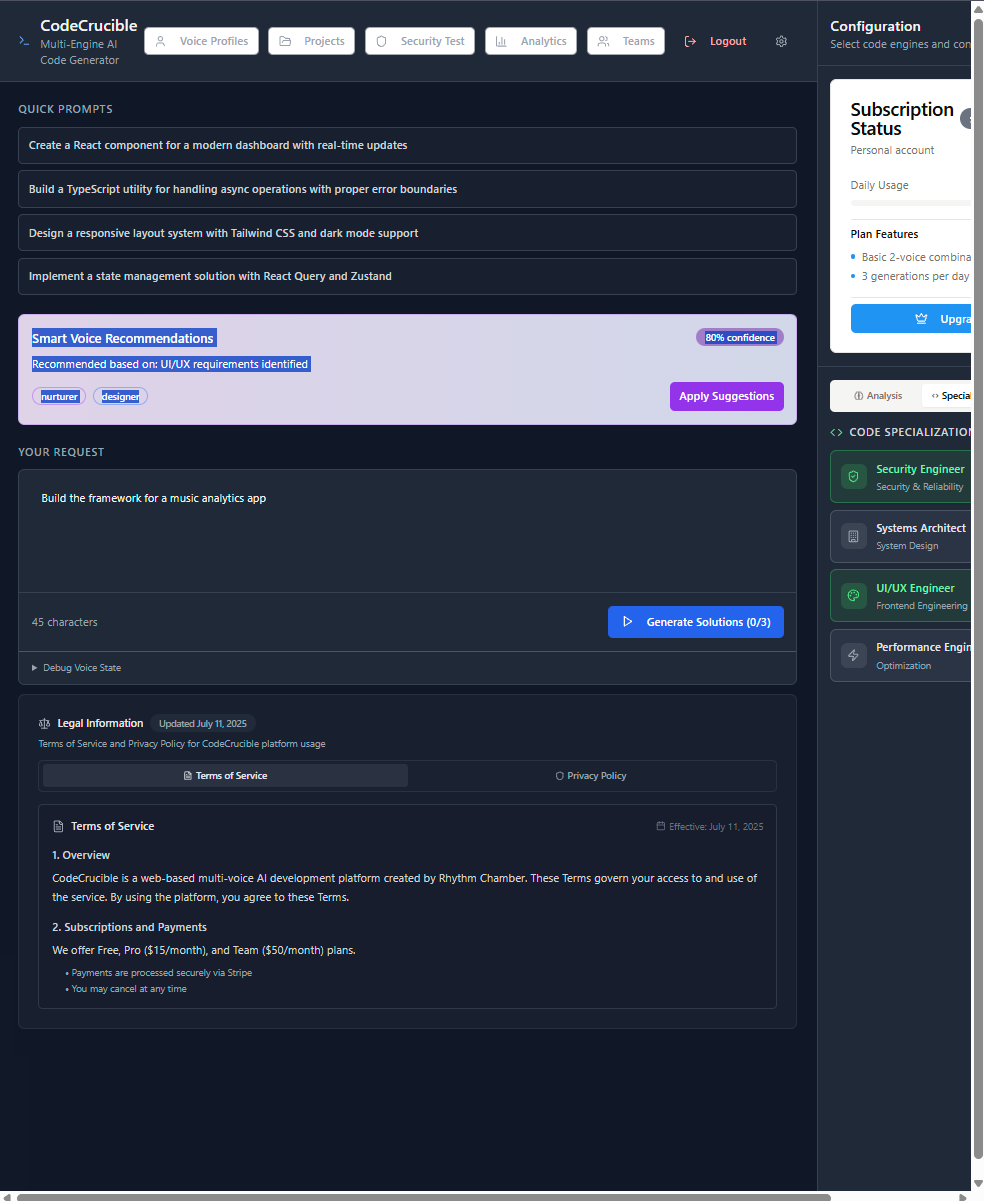 CodeCrucible
Multi-Engine AI
Code Generator
Voice Profiles
Projects
Security Test
Analytics
Teams
Logout
QUICK PROMPTS
Create a React component for a modern dashboard with real-time updates
Build a TypeScript utility for handling async operations with proper error boundaries
Design a responsive layout system with Tailwind CSS and dark mode support
Implement a state management solution with React Query and Zustand
Smart Voice Recommendations
80% confidence
Recommended based on: UI/UX requirements identified
nurturer
designer
Apply Suggestions
YOUR REQUEST
Build the framework for a music analytics app
45 characters
Generate Solutions (0/3)
Debug Voice State
Legal Information
Updated July 11, 2025
Terms of Service and Privacy Policy for CodeCrucible platform usage
Terms of Service
Privacy Policy
Terms of Service
Effective: July 11, 2025
1. Overview
CodeCrucible is a web-based multi-voice AI development platform created by Rhythm Chamber. These Terms govern your access to and use of
the service. By using the platform, you agree to these Terms.
2. Subscriptions and Payments
We offer Free, Pro ($15/month), and Team ($50/month) plans.
• Payments are processed securely via Stripe
• You may cancel at any time
Configuration
Select code engines and con
Subscription
Status
Personal account
Daily Usage
Plan Features
• Basic 2-voice combina
• 3 generations per day
Upgra
Analysis
Special
CODE SPECIALIZATION
Security Engineer
Security & Reliability
Systems Architect
System Design
UI/UX Engineer
Frontend Engineering
Performance Engin
Optimization